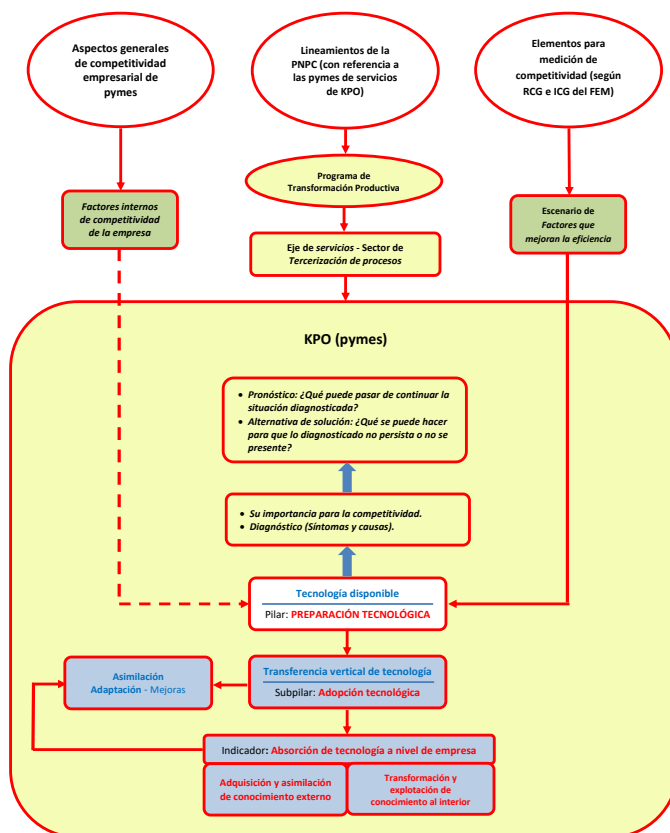 Aspectos generales
de competitividad
empresarial de
pymes
Lineamientos de la
PNPC (con referencia a
las pymes de servicios
de KPO)
Elementos para
medición de
competitividad (según
RCG e ICG del FEM)
Programa de
Transformación Productiva
Factores internos
de competitividad
de la empresa
Eje de servicios - Sector de
Tercerización de procesos
Escenario de
Factores que
mejoran la eficiencia
KPO (pymes)
• Pronóstico: ¿Qué puede pasar de continuar la
situación diagnosticada?
• Alternativa de solución: ¿Qué se puede hacer
para que lo diagnosticado no persista o no se
presente?
• Su importancia para la competitividad.
• Diagnóstico (Síntomas y causas).
Tecnología disponible
Pilar: PREPARACIÓN TECNOLÓGICA
Transferencia vertical de tecnología
Subpilar: Adopción tecnológica
Asimilación
Adaptación - Mejoras
Indicador: Absorción de tecnología a nivel de empresa
Adquisición y asimilación
de conocimiento externo
Transformación y
explotación de
conocimiento al interior